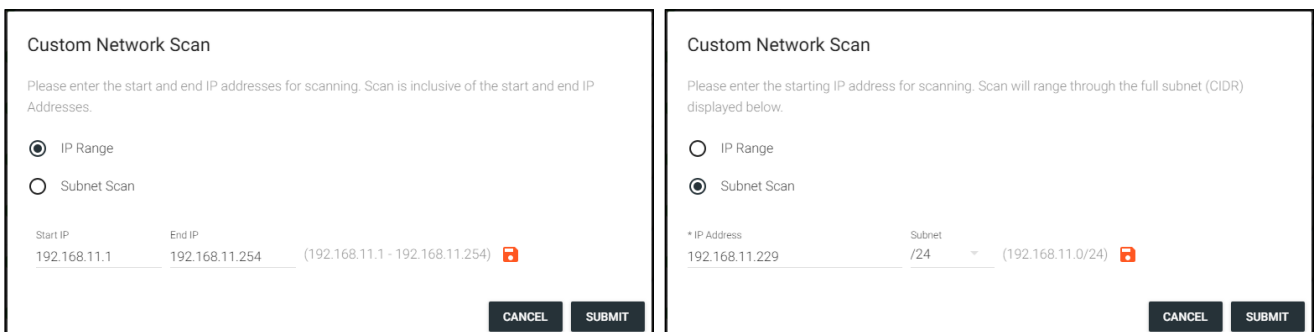 Custom Network Scan
Please enter the start and end IP addresses for scanning. Scan is inclusive of the start and end IP
Addresses.
IP Range
Subnet Scan
Start IP
End IP
192.168.11.1
192.168.11.254
(192.168.11.1 - 192.168.11.254)
CANCEL
SUBMIT
Custom Network Scan
Please enter the starting IP address for scanning. Scan will range through the full subnet (CIDR)
displayed below.
IP Range
Subnet Scan
* IP Address
Subnet
192.168.11.229
/24
(192.168.11.0/24)
CANCEL
SUBMIT